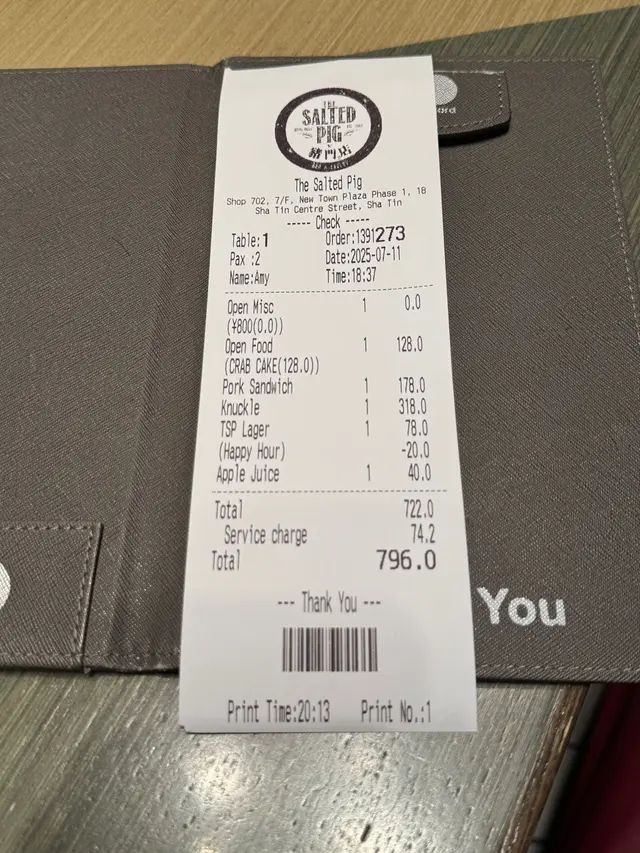 THE
SALTED
PIG
豬門店
The Salted Pig
Shop 702, 7/F, New Town Plaza Phase 1, 18
Sha Tin Centre Street, Sha Tin
----- Check -----
Table:1 Order:1391273
Pax :2 Date:2025-07-11
Name:Amy Time:18:37
Open Misc 1 0.0
(¥800(0.0))
Open Food 1 128.0
(CRAB CAKE(128.0))
Pork Sandwich 1 178.0
Knuckle 1 318.0
TSP Lager 1 78.0
(Happy Hour) -20.0
Apple Juice 1 40.0
Total 722.0
Service charge 74.2
Total 796.0
--- Thank You ---
Print Time:20:13 Print No.:1
You